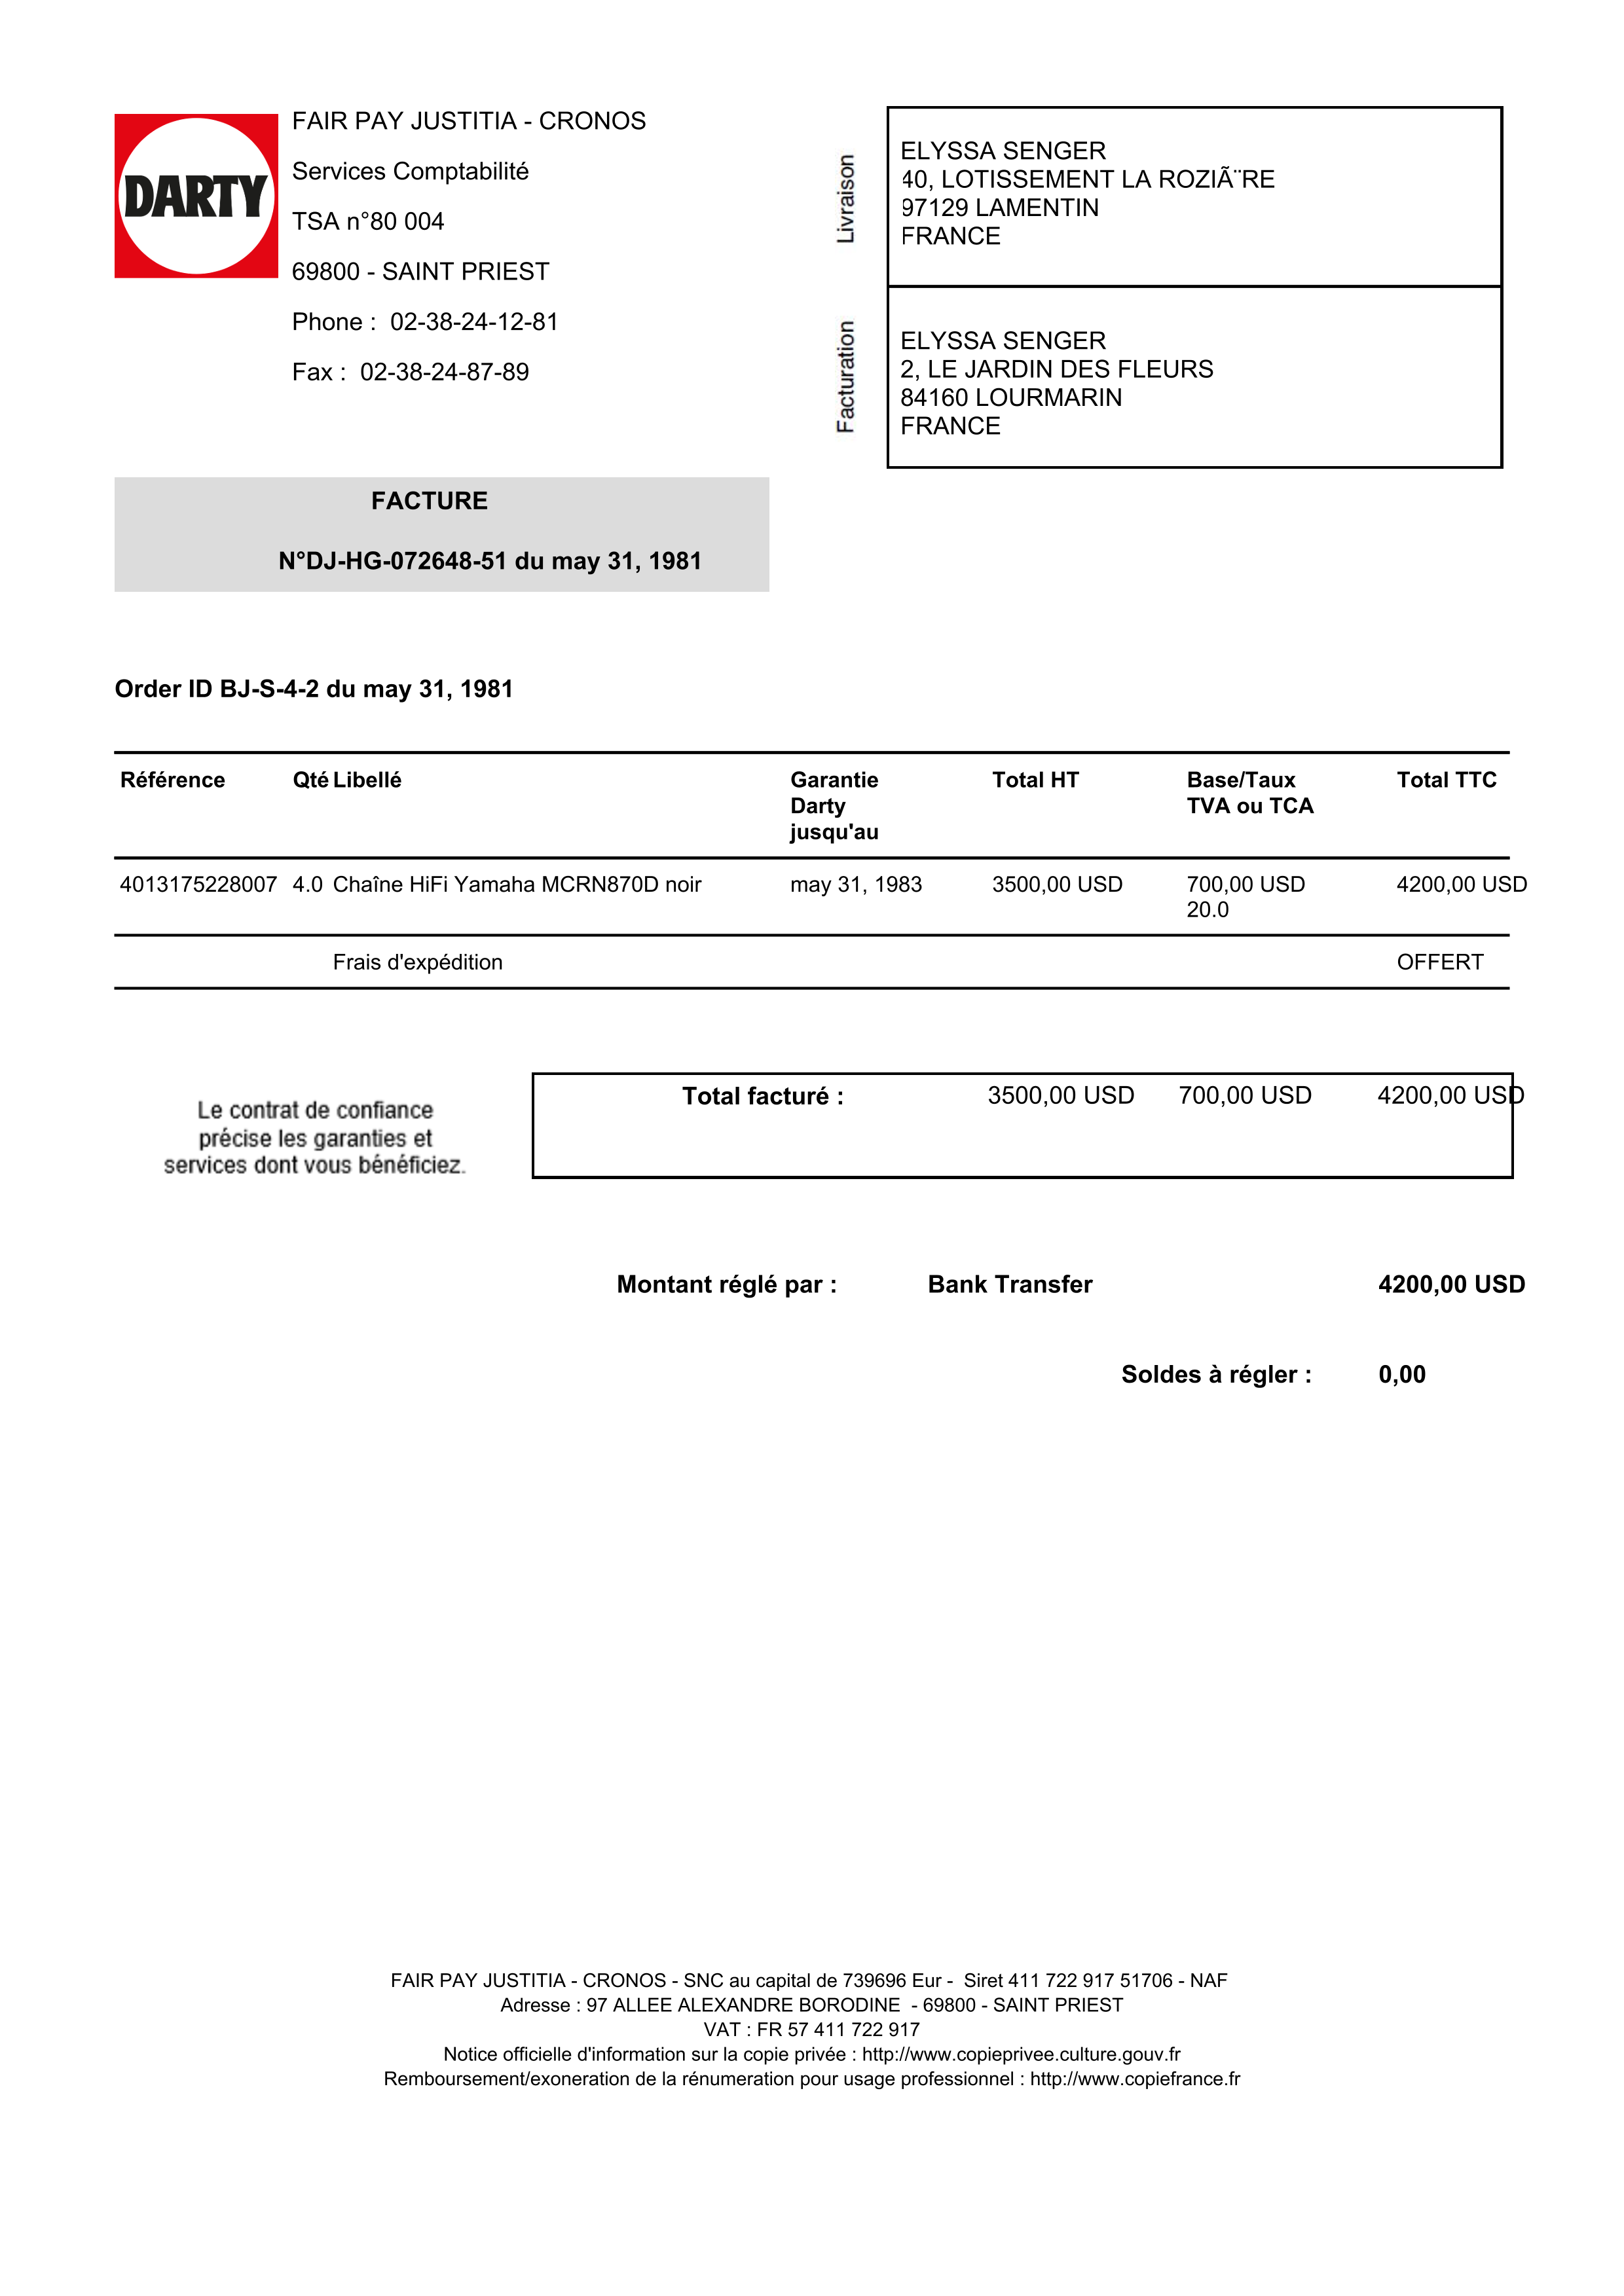 DARTY
FAIR PAY JUSTITIA - CRONOS
Services Comptabilité
TSA n°80 004
69800 - SAINT PRIEST
Phone : 02-38-24-12-81
Fax : 02-38-24-87-89
Livraison
ELYSSA SENGER
40, LOTISSEMENT LA ROZIÃ¨RE
97129 LAMENTIN
FRANCE
Facturation
ELYSSA SENGER
2, LE JARDIN DES FLEURS
84160 LOURMARIN
FRANCE
FACTURE
N°DJ-HG-072648-51 du may 31, 1981
Order ID BJ-S-4-2 du may 31, 1981
Référence Qté Libellé Garantie Darty jusqu'au Total HT Base/Taux TVA ou TCA Total TTC
4013175228007 4.0 Chaîne HiFi Yamaha MCRN870D noir may 31, 1983 3500,00 USD 700,00 USD 4200,00 USD
20.0
Frais d'expédition OFFERT
Le contrat de confiance
précise les garanties et
services dont vous bénéficiez.
Total facturé : 3500,00 USD 700,00 USD 4200,00 USD
Montant réglé par : Bank Transfer 4200,00 USD
Soldes à régler : 0,00
FAIR PAY JUSTITIA - CRONOS - SNC au capital de 739696 Eur - Siret 411 722 917 51706 - NAF
Adresse : 97 ALLEE ALEXANDRE BORODINE - 69800 - SAINT PRIEST
VAT : FR 57 411 722 917
Notice officielle d'information sur la copie privée : http://www.copieprivee.culture.gouv.fr
Remboursement/exoneration de la rénumeration pour usage professionnel : http://www.copiefrance.fr